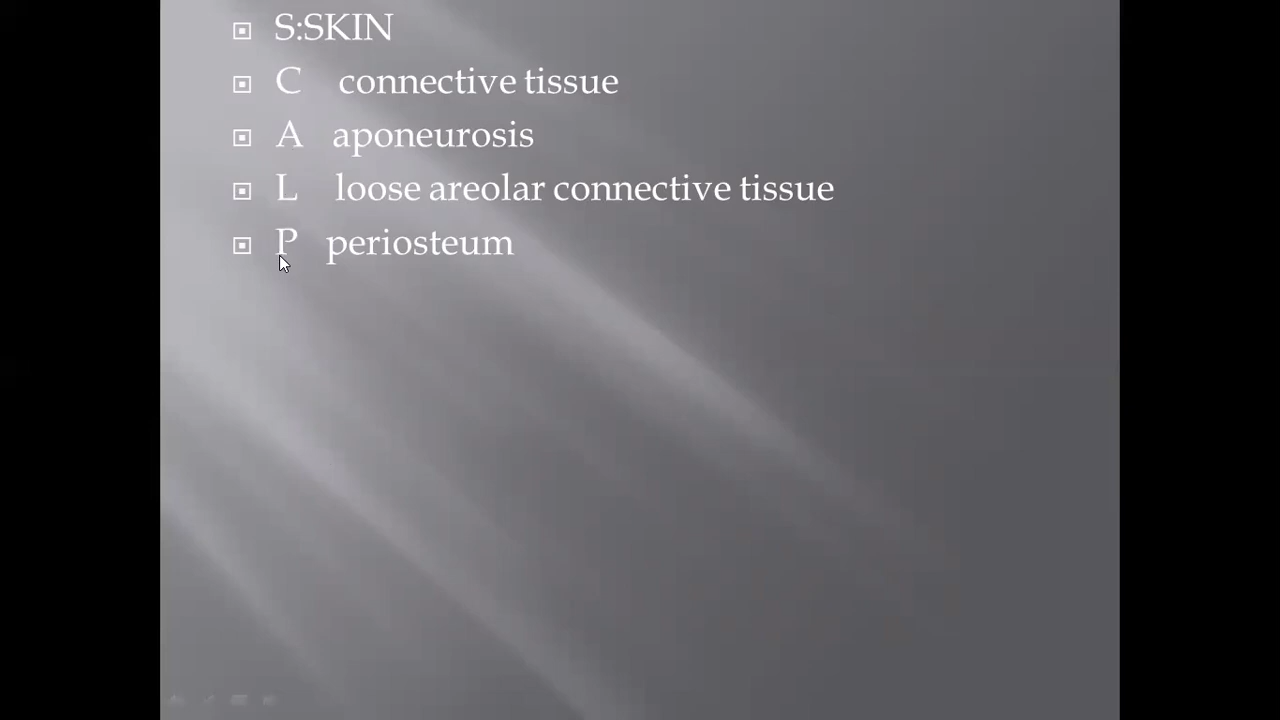 S:SKIN
C connective tissue
A aponeurosis
L loose areolar connective tissue
P periosteum